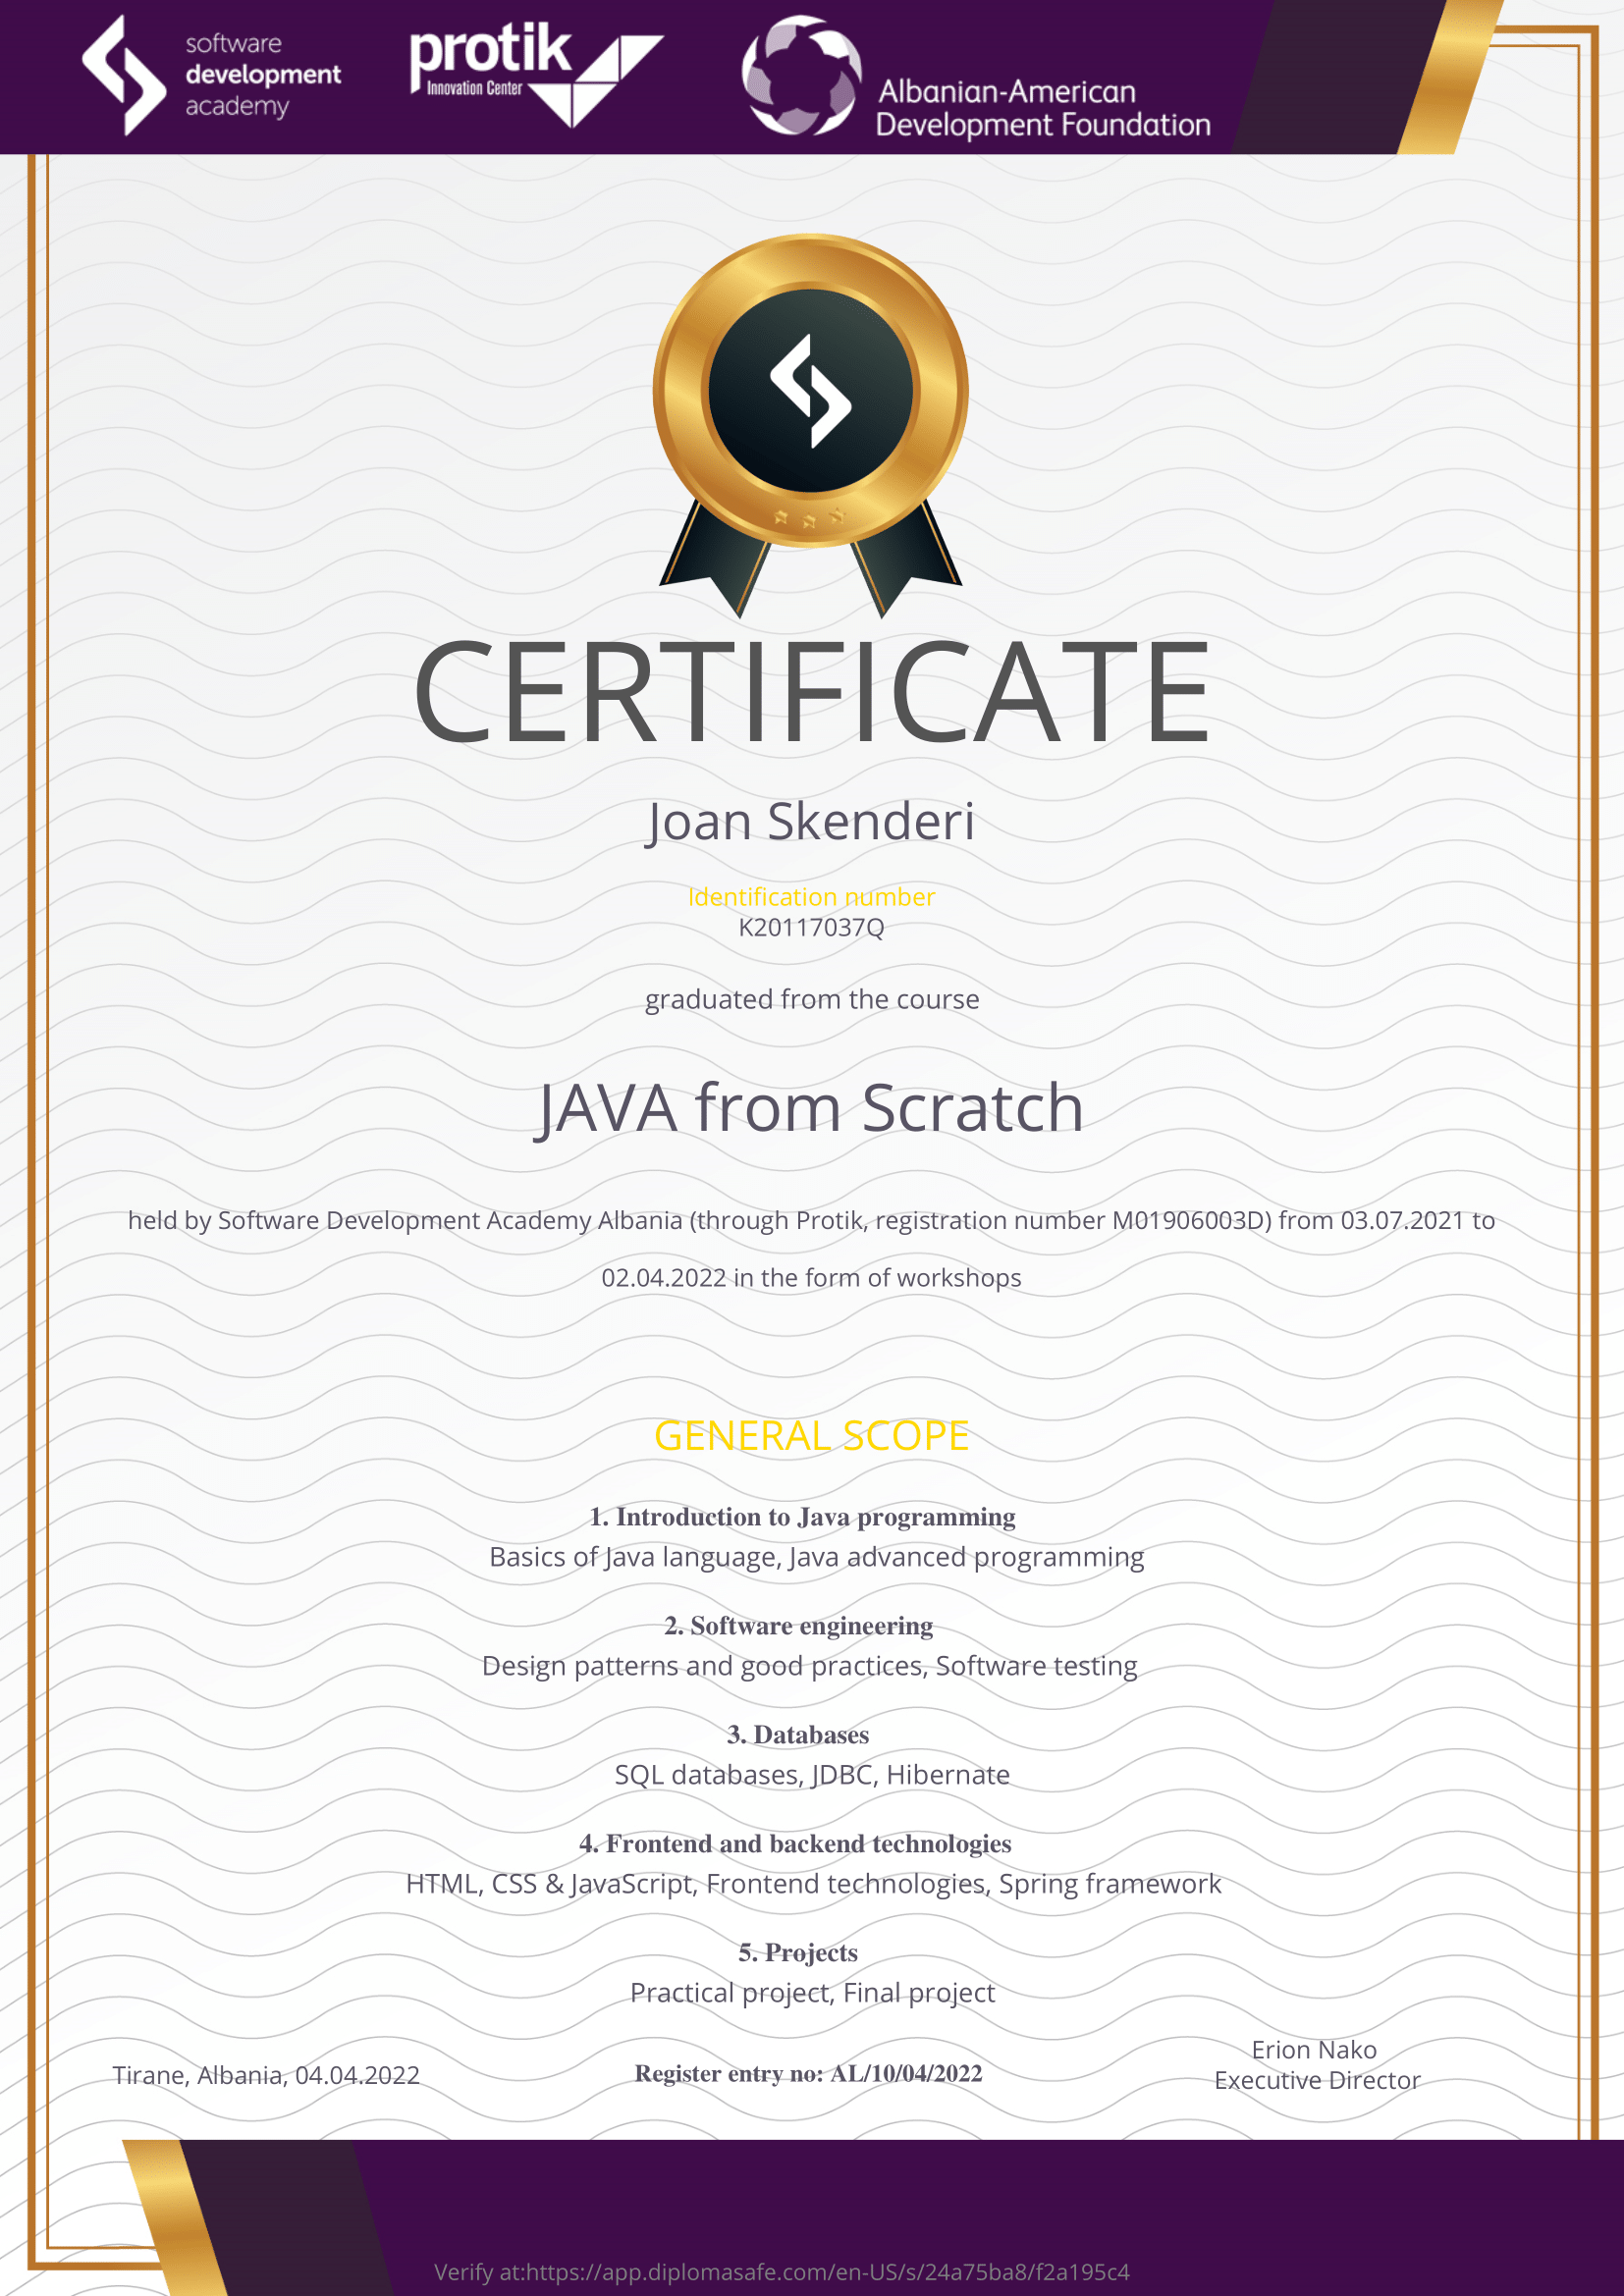 software
development
academy
protik
Innovation Center
Albanian-American
Development Foundation
CERTIFICATE
Joan Skenderi
Identification number
K20117037Q
graduated from the course
JAVA from Scratch
held by Software Development Academy Albania (through Protik, registration number M01906003D) from 03.07.2021 to
02.04.2022 in the form of workshops
GENERAL SCOPE
1. Introduction to Java programming
Basics of Java language, Java advanced programming
2. Software engineering
Design patterns and good practices, Software testing
3. Databases
SQL databases, JDBC, Hibernate
4. Frontend and backend technologies
HTML, CSS & JavaScript, Frontend technologies, Spring framework
5. Projects
Practical project, Final project
Tirane, Albania, 04.04.2022
Register entry no: AL/10/04/2022
Erion Nako
Executive Director
Verify at:https://app.diplomasafe.com/en-US/s/24a75ba8/f2a195c4